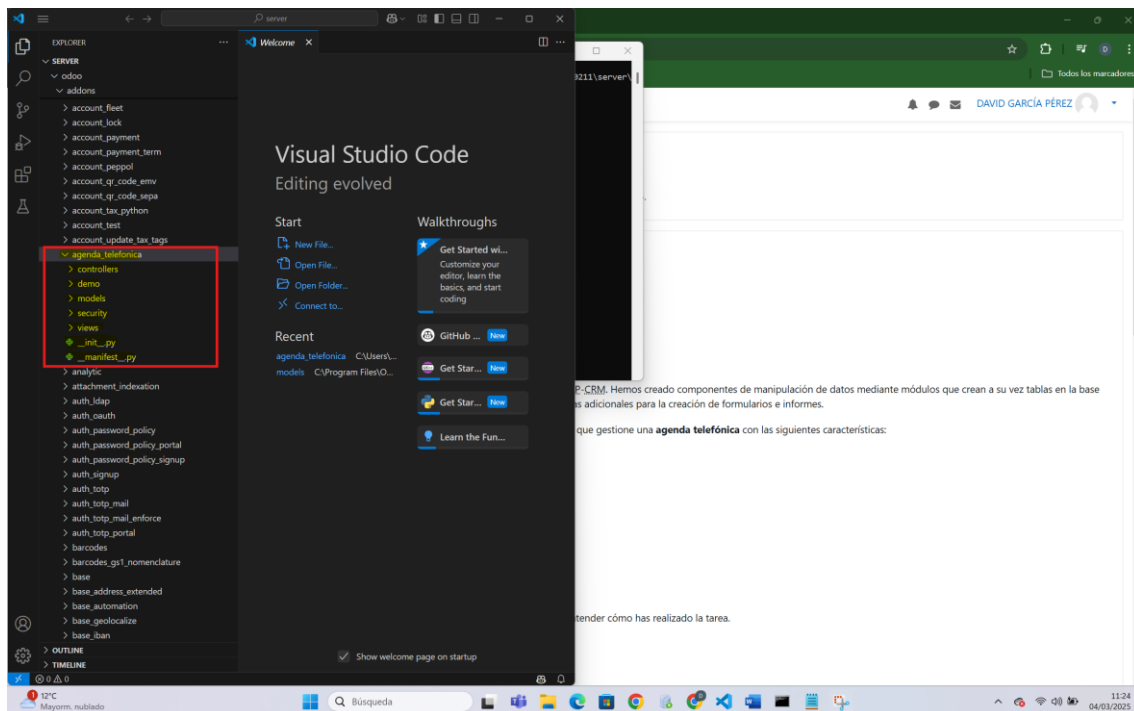 server
EXPLORER
Welcome
SERVER
odoo
addons
account_fleet
account_lock
account_payment
account_payment_term
account_peppol
account_qr_code_emv
account_qr_code_sepa
account_tax_python
account_test
account_update_tax_tags
agenda_telefonica
controllers
demo
models
security
views
__init__.py
__manifest__.py
analytic
attachment_indexation
auth_ldap
auth_oauth
auth_password_policy
auth_password_policy_portal
auth_password_policy_signup
auth_signup
auth_totp
auth_totp_mail
auth_totp_mail_enforce
auth_totp_portal
barcodes
barcodes_gs1_nomenclature
base
base_address_extended
base_automation
base_geolocalize
base_iban
OUTLINE
TIMELINE
0 0
Visual Studio Code
Editing evolved
Start
New File...
Open File...
Open Folder...
Connect to...
Recent
agenda_telefonica C:\Users\...
models C:\Program Files\O...
Walkthroughs
Get Started wi...
Customize your
editor, learn the
basics, and start
coding
GitHub ... New
Get Star... New
Get Star... New
Learn the Fun...
Show welcome page on startup
3211\server\
D
Todos los marcadores
DAVID GARCÍA PÉREZ
P-CRM. Hemos creado componentes de manipulación de datos mediante módulos que crean a su vez tablas en la base
as adicionales para la creación de formularios e informes.
que gestione una agenda telefónica con las siguientes características:
tender cómo has realizado la tarea.
1
12°C
Mayorm. nublado
Búsqueda
11:24
04/03/2025